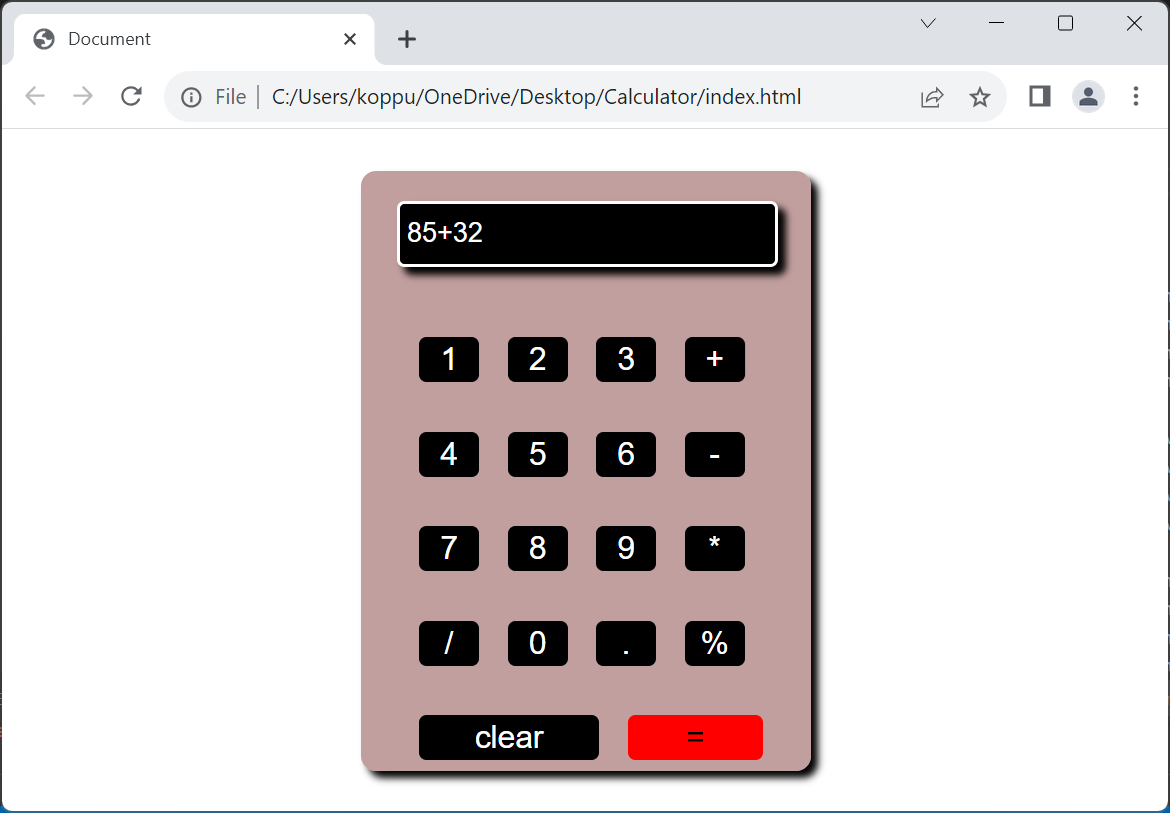 Document
File | C:/Users/koppu/OneDrive/Desktop/Calculator/index.html
85+32
1 2 3 +
4 5 6 -
7 8 9 *
/ 0 . %
clear =